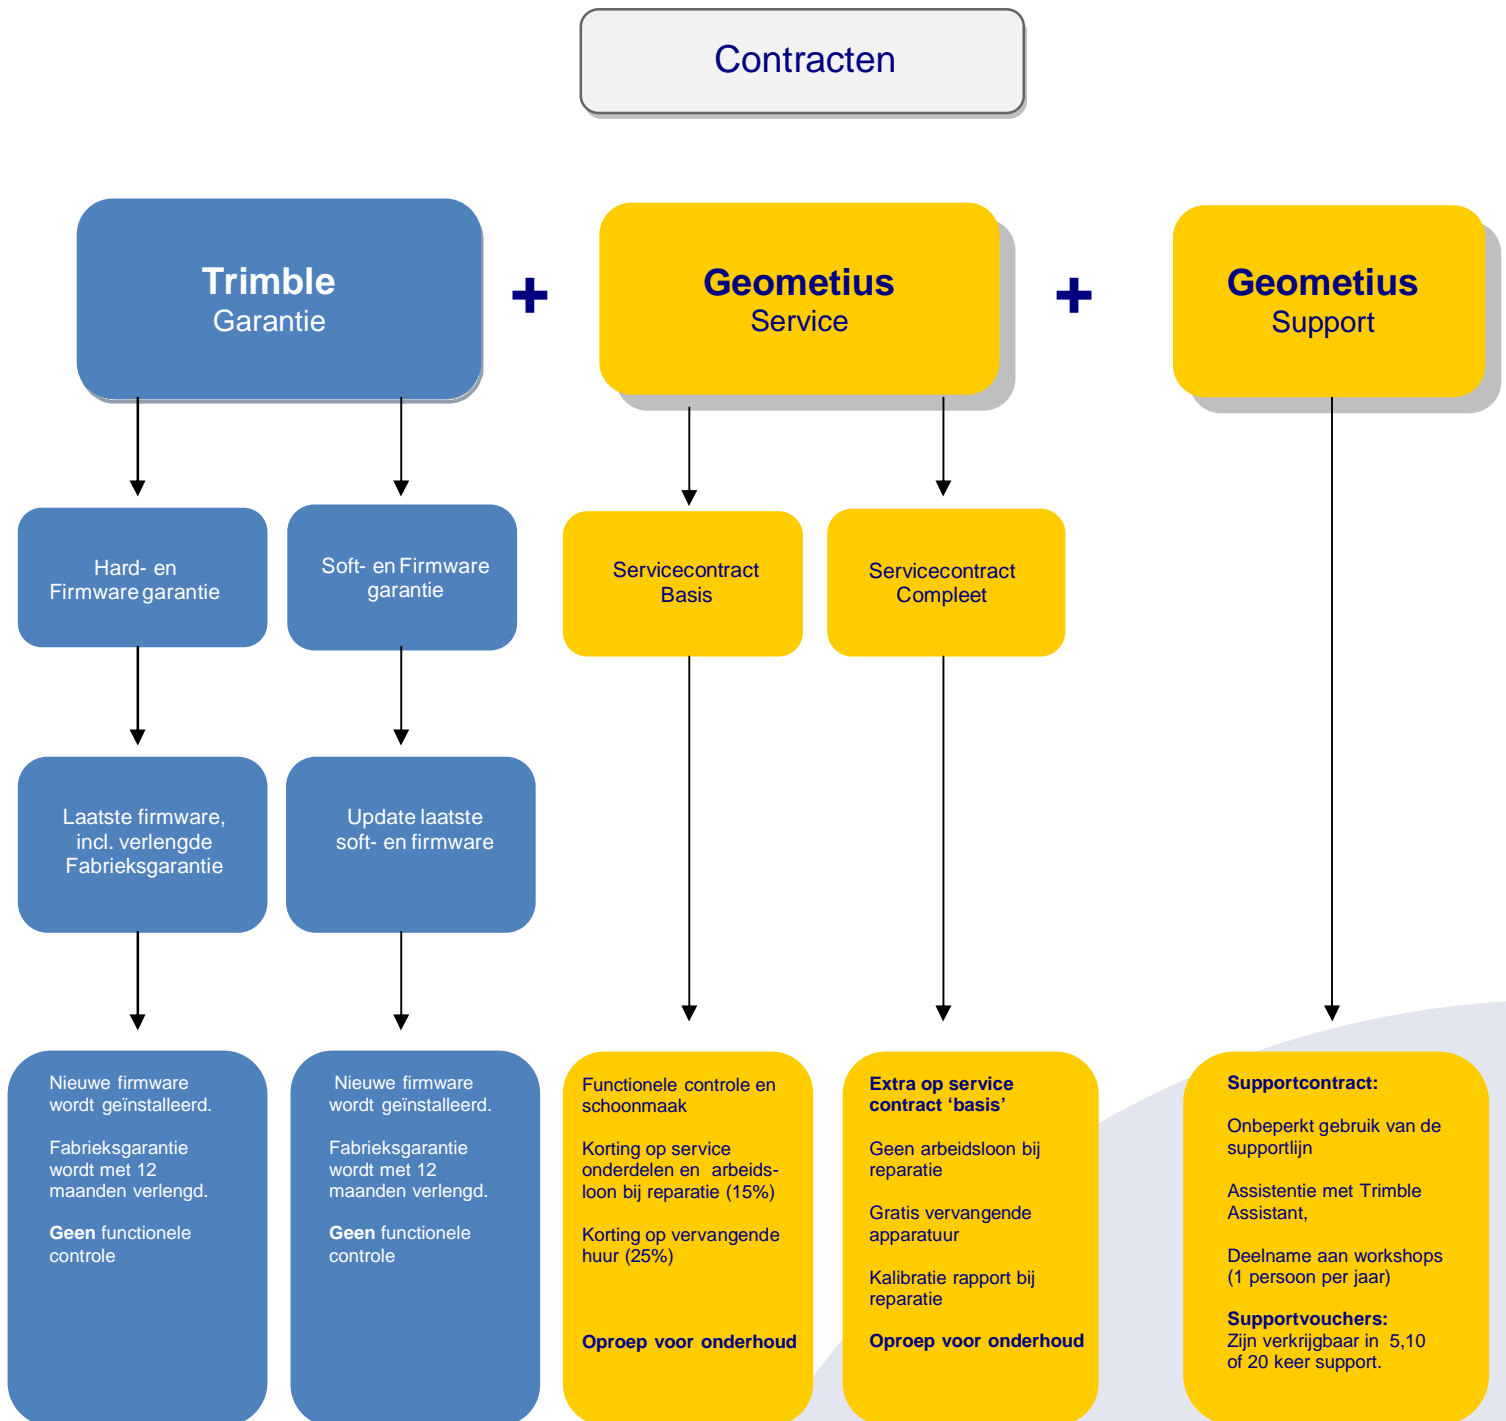 Contracten
Trimble
Garantie
+
Geometius
Service
+
Geometius
Support
Hard- en
Firmware garantie
Soft- en Firmware
garantie
Servicecontract
Basis
Servicecontract
Compleet
Laatste firmware,
incl. verlengde
Fabrieksgarantie
Update laatste
soft- en firmware
Nieuwe firmware
wordt geïnstalleerd.
Fabrieksgarantie
wordt met 12
maanden verlengd.
Geen functionele
controle
Nieuwe firmware
wordt geïnstalleerd.
Fabrieksgarantie
wordt met 12
maanden verlengd.
Geen functionele
controle
Functionele controle en
schoonmaak
Korting op service
onderdelen en arbeids-
loon bij reparatie (15%)
Korting op vervangende
huur (25%)
Oproep voor onderhoud
Extra op service
contract ‘basis’
Geen arbeidsloon bij
reparatie
Gratis vervangende
apparatuur
Kalibratie rapport bij
reparatie
Oproep voor onderhoud
Supportcontract:
Onbeperkt gebruik van de
supportlijn
Assistentie met Trimble
Assistant,
Deelname aan workshops
(1 persoon per jaar)
Supportvouchers:
Zijn verkrijgbaar in 5,10
of 20 keer support.